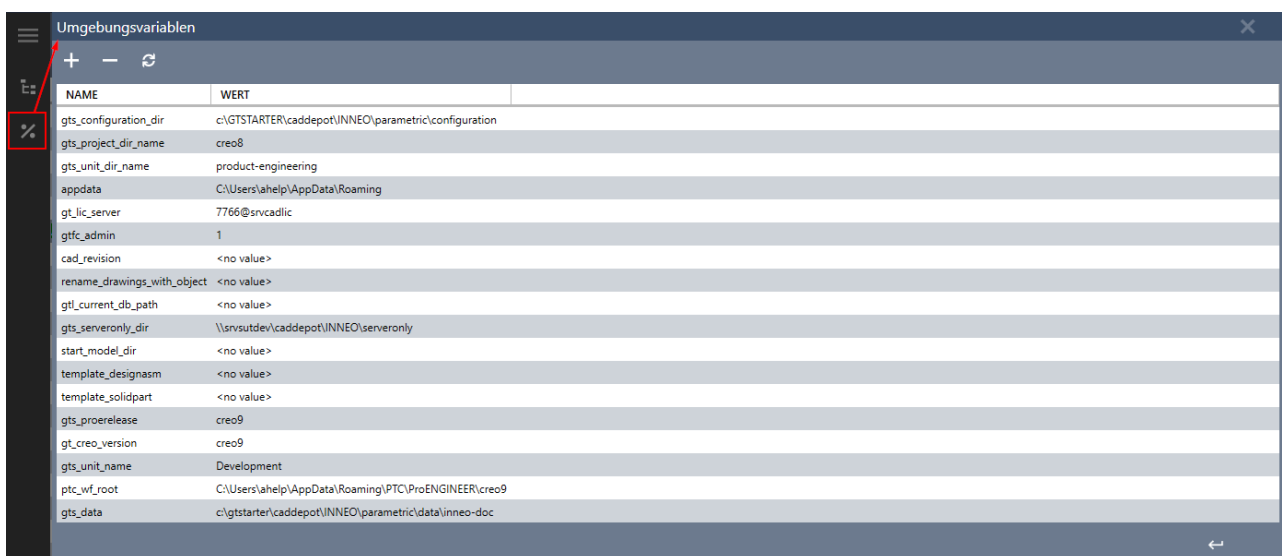 Umgebungsvariablen
NAME WERT
gts_configuration_dir c:\GTSTARTER\caddepot\INNEO\parametric\configuration
gts_project_dir_name creo8
gts_unit_dir_name product-engineering
appdata C:\Users\ahelp\AppData\Roaming
gt_lic_server 7766@srvcadlic
gtfc_admin 1
cad_revision <no value>
rename_drawings_with_object <no value>
gtl_current_db_path <no value>
gts_serveronly_dir \\srvsutdev\caddepot\INNEO\serveronly
start_model_dir <no value>
template_designasm <no value>
template_solidpart <no value>
gts_proerelease creo9
gt_creo_version creo9
gts_unit_name Development
ptc_wf_root C:\Users\ahelp\AppData\Roaming\PTC\ProENGINEER\creo9
gts_data c:\gtstarter\caddepot\INNEO\parametric\data\inneo-doc